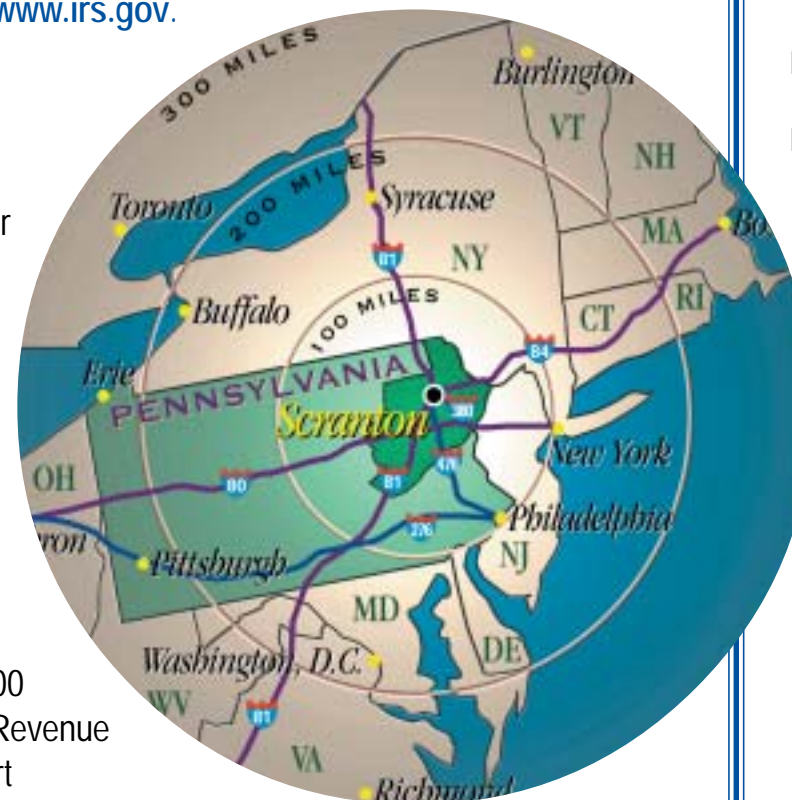 www.irs.gov.
300 MILES
Burlington
VT
NH
200 MILES
Toronto
Syracuse
MA
81
NY
100 MILES
Buffalo
CT
RI
84
Erie
PENNSYLVANIA
380
Scranton
New York
OH
80
81
476
276
Philadelphia
Pittsburgh
NJ
MD
Washington, D.C.
DE
00
WV
Revenue
81
VA
Richmond